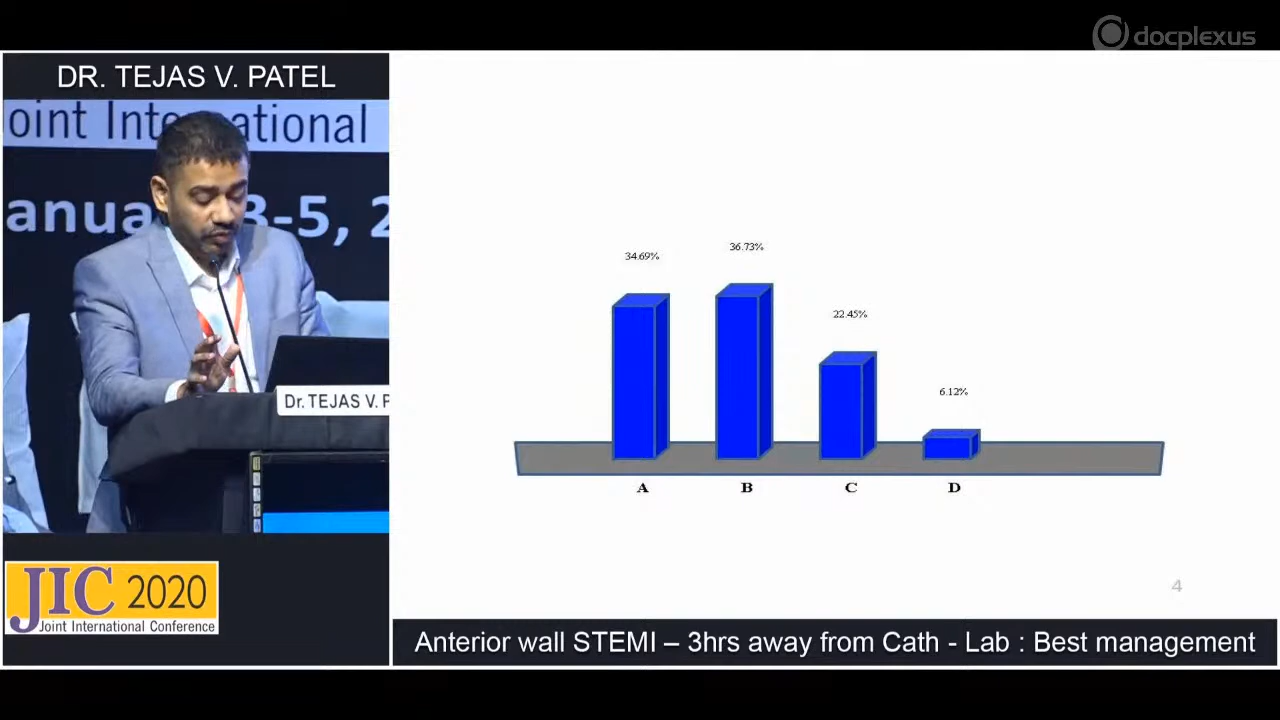 docplexus
DR. TEJAS V. PATEL
oint International
3-5, 2
Dr. TEJAS V. P
JIC 2020
Joint International Conference
34.69%
36.73%
22.45%
6.12%
A
B
C
D
4
Anterior wall STEMI – 3hrs away from Cath - Lab : Best management